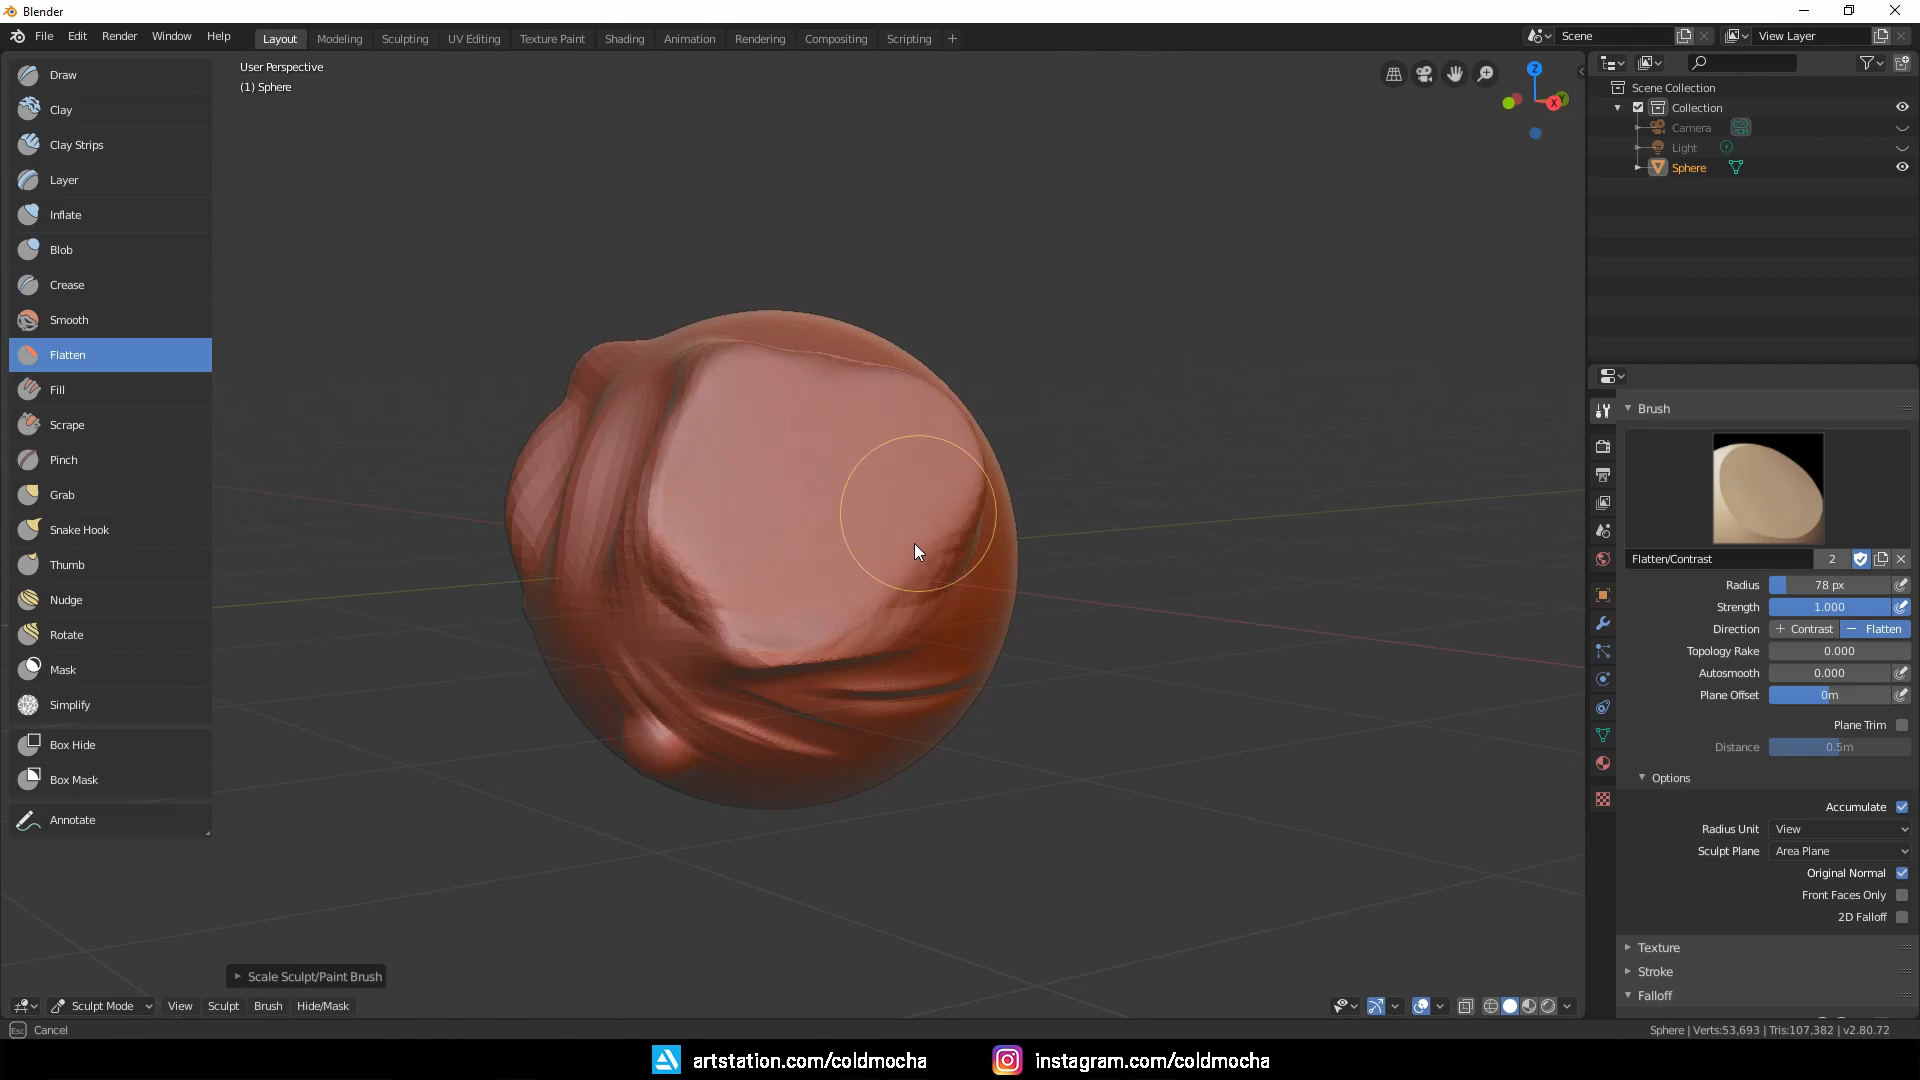 Blender
File Edit Render Window Help
Layout Modeling Sculpting UV Editing Texture Paint Shading Animation Rendering Compositing Scripting +
Scene
View Layer
Draw
Clay
Clay Strips
Layer
Inflate
Blob
Crease
Smooth
Flatten
Fill
Scrape
Pinch
Grab
Snake Hook
Thumb
Nudge
Rotate
Mask
Simplify
Box Hide
Box Mask
Annotate
User Perspective
(1) Sphere
Z
X
Y
Scene Collection
Collection
Camera
Light
Sphere
Brush
Flatten/Contrast 2
Radius 78 px
Strength 1.000
Direction + Contrast − Flatten
Topology Rake 0.000
Autosmooth 0.000
Plane Offset 0m
Plane Trim
Distance 0.5m
Options
Accumulate
Radius Unit View
Sculpt Plane Area Plane
Original Normal
Front Faces Only
2D Falloff
Texture
Stroke
Falloff
Scale Sculpt/Paint Brush
Sculpt Mode View Sculpt Brush Hide/Mask
Esc Cancel
Sphere | Verts:53,693 | Tris:107,382 | v2.80.72
artstation.com/coldmocha
instagram.com/coldmocha